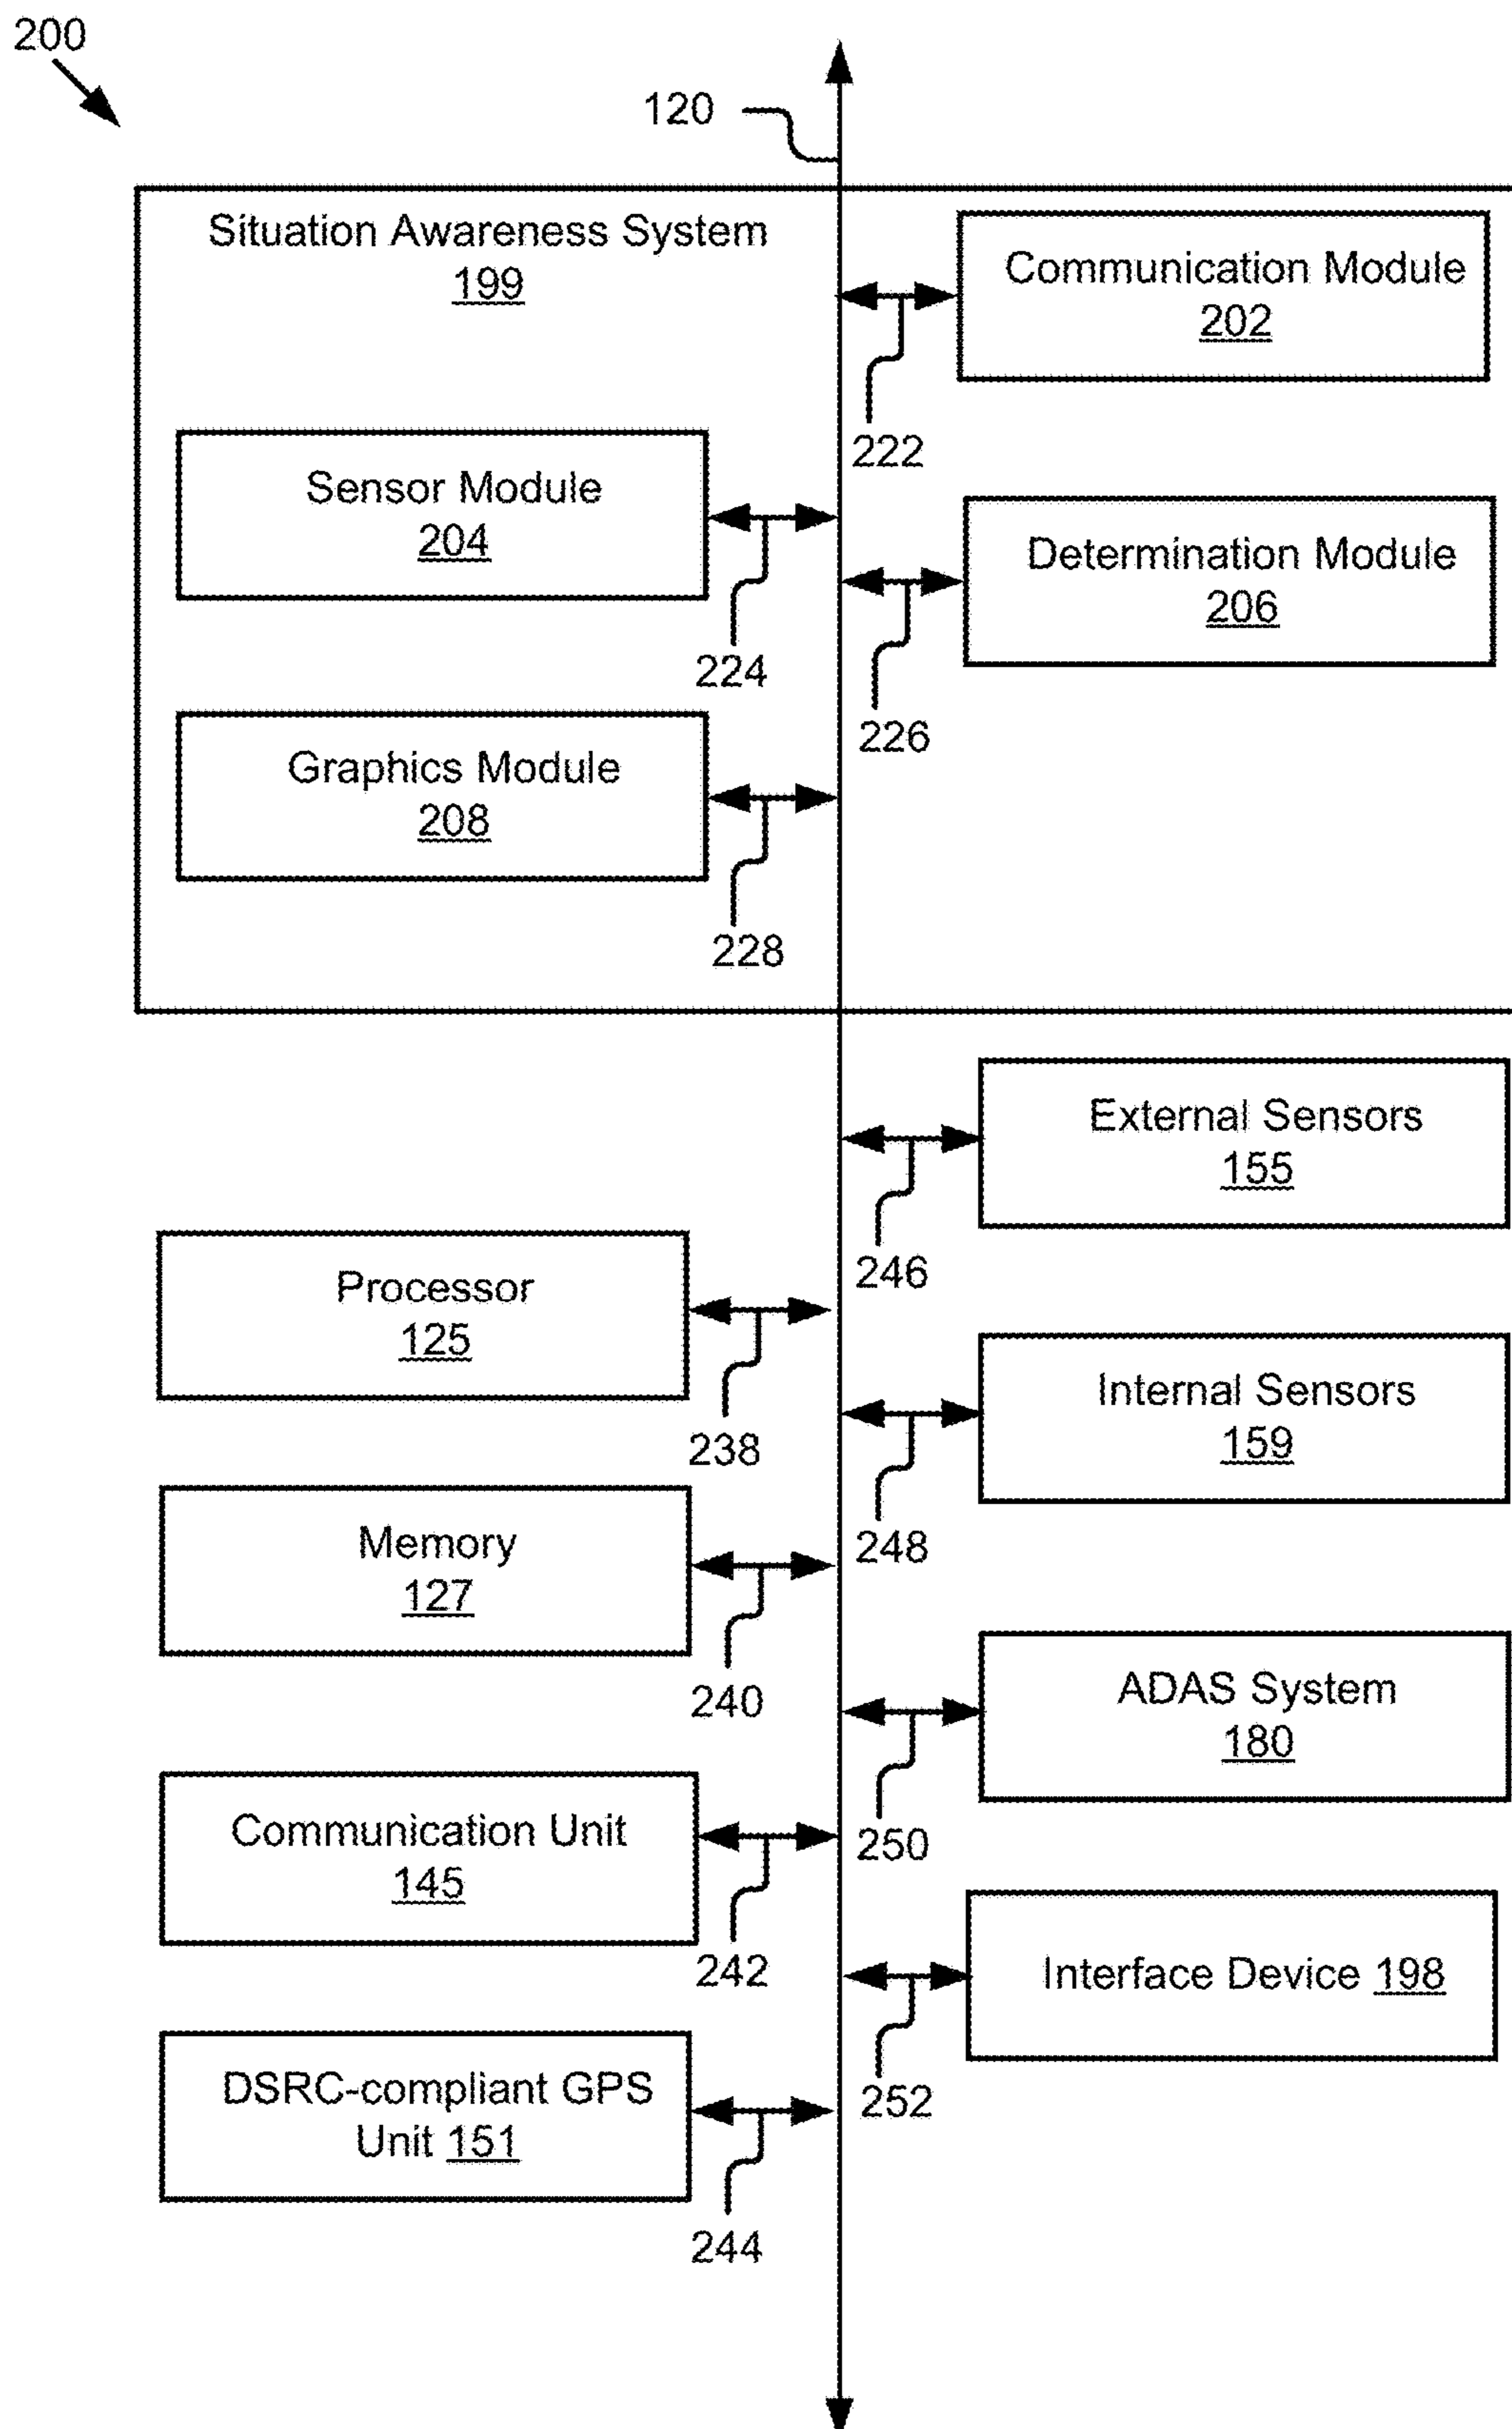 200
120
Situation Awareness System
199
Communication Module
202
222
Sensor Module
204
224
Determination Module
206
226
Graphics Module
208
228
External Sensors
155
246
Processor
125
238
Internal Sensors
159
248
Memory
127
240
ADAS System
180
250
Communication Unit
145
242
Interface Device 198
252
DSRC-compliant GPS
Unit 151
244